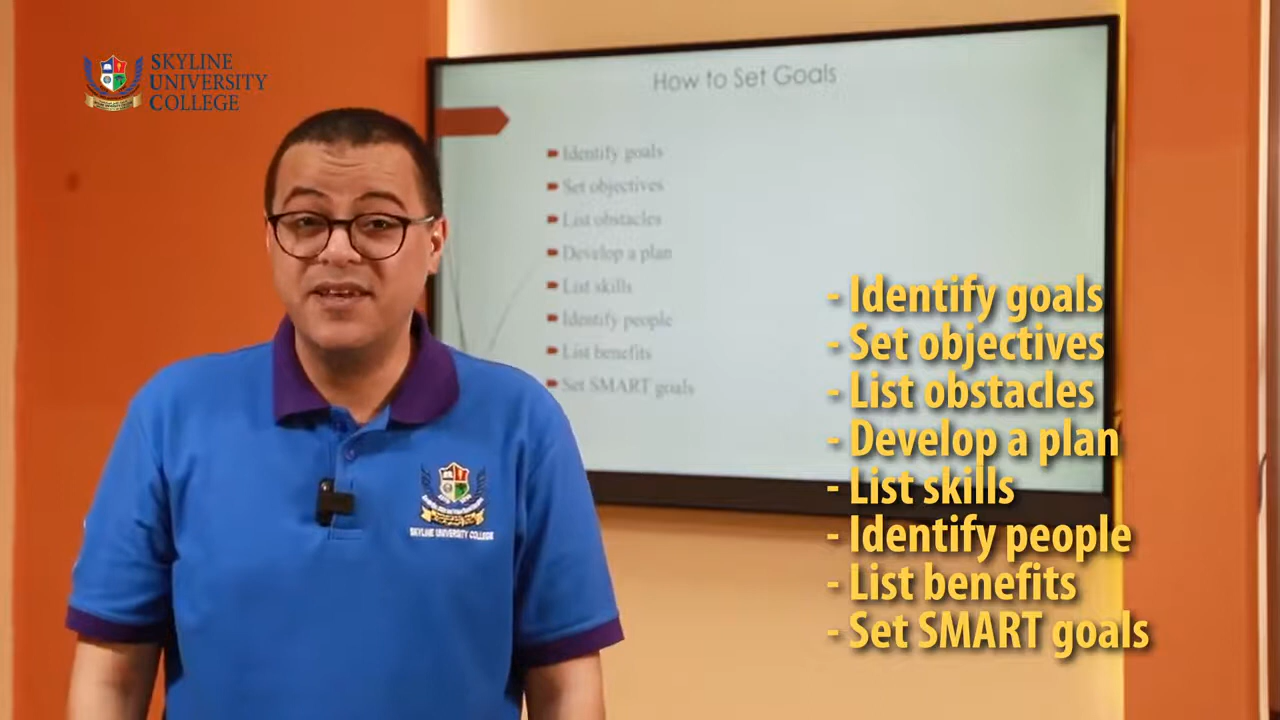 SKYLINE
UNIVERSITY
COLLEGE
How to Set Goals
Identify goals
Set objectives
List obstacles
Develop a plan
List skills
Identify people
List benefits
Set SMART goals
- Identify goals
- Set objectives
- List obstacles
- Develop a plan
- List skills
- Identify people
- List benefits
- Set SMART goals
SKYLINE UNIVERSITY COLLEGE